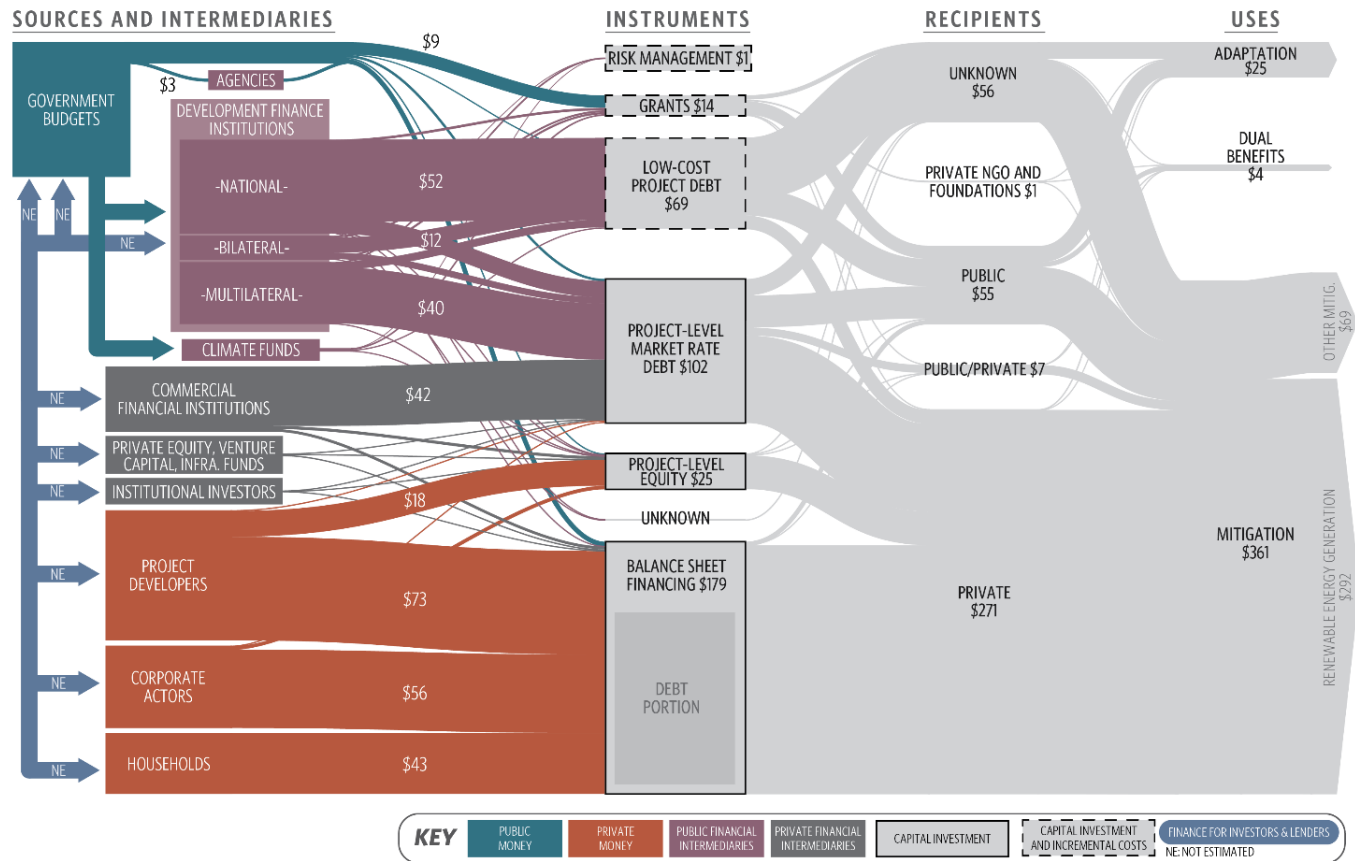 SOURCES AND INTERMEDIARIES
INSTRUMENTS
RECIPIENTS
USES
$9
$3
AGENCIES
GOVERNMENT
BUDGETS
DEVELOPMENT FINANCE
INSTITUTIONS
-NATIONAL-
$52
-BILATERAL-
$12
-MULTILATERAL-
$40
CLIMATE FUNDS
NE
NE
NE
NE
COMMERCIAL
FINANCIAL INSTITUTIONS
$42
NE
PRIVATE EQUITY, VENTURE
CAPITAL, INFRA. FUNDS
NE
INSTITUTIONAL INVESTORS
$18
NE
PROJECT
DEVELOPERS
$73
NE
CORPORATE
ACTORS
$56
NE
HOUSEHOLDS
$43
RISK MANAGEMENT $1
GRANTS $14
LOW-COST
PROJECT DEBT
$69
PROJECT-LEVEL
MARKET RATE
DEBT $102
PROJECT-LEVEL
EQUITY $25
UNKNOWN
BALANCE SHEET
FINANCING $179
DEBT
PORTION
UNKNOWN
$56
PRIVATE NGO AND
FOUNDATIONS $1
PUBLIC
$55
PUBLIC/PRIVATE $7
PRIVATE
$271
ADAPTATION
$25
DUAL
BENEFITS
$4
OTHER MITIG.
$69
MITIGATION
$361
RENEWABLE ENERGY GENERATION
$292
KEY
PUBLIC
MONEY
PRIVATE
MONEY
PUBLIC FINANCIAL
INTERMEDIARIES
PRIVATE FINANCIAL
INTERMEDIARIES
CAPITAL INVESTMENT
CAPITAL INVESTMENT
AND INCREMENTAL COSTS
FINANCE FOR INVESTORS & LENDERS
NE: NOT ESTIMATED